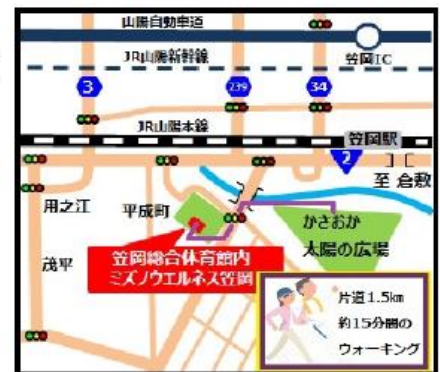 山陽自動車道
笠岡IC
JR山陽新幹線
3
239
34
JR山陽本線
笠岡駅
2
至 倉敷
用之江
平成町
茂平
かさおか
太陽の広場
笠岡総合体育館内
ミズノウエルネス笠岡
片道1.5km
約15分間の
ウォーキング